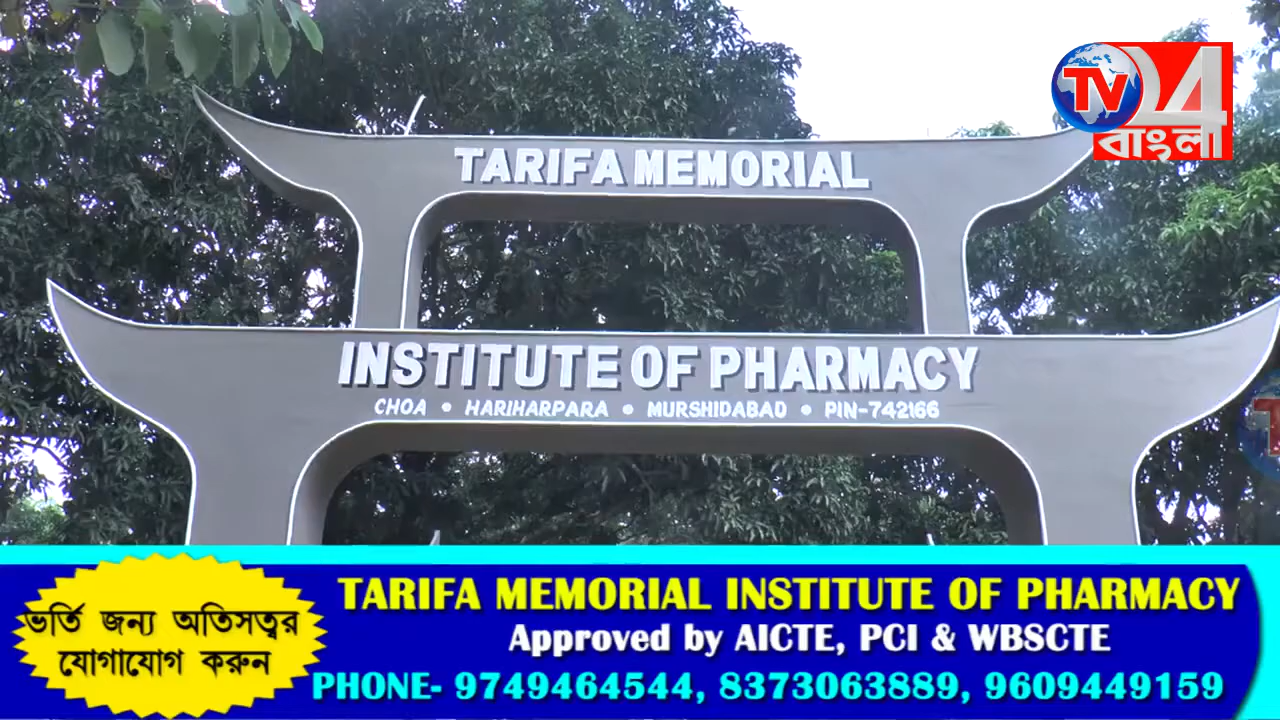 TV
04
বাংলা
TARIFA MEMORIAL
INSTITUTE OF PHARMACY
CHOA • HARIHARPARA • MURSHIDABAD • PIN-742166
ভর্তি জন্য অতিসত্বর
যোগাযোগ করুন
TARIFA MEMORIAL INSTITUTE OF PHARMACY
Approved by AICTE, PCI & WBSCTE
PHONE- 9749464544, 8373063889, 9609449159